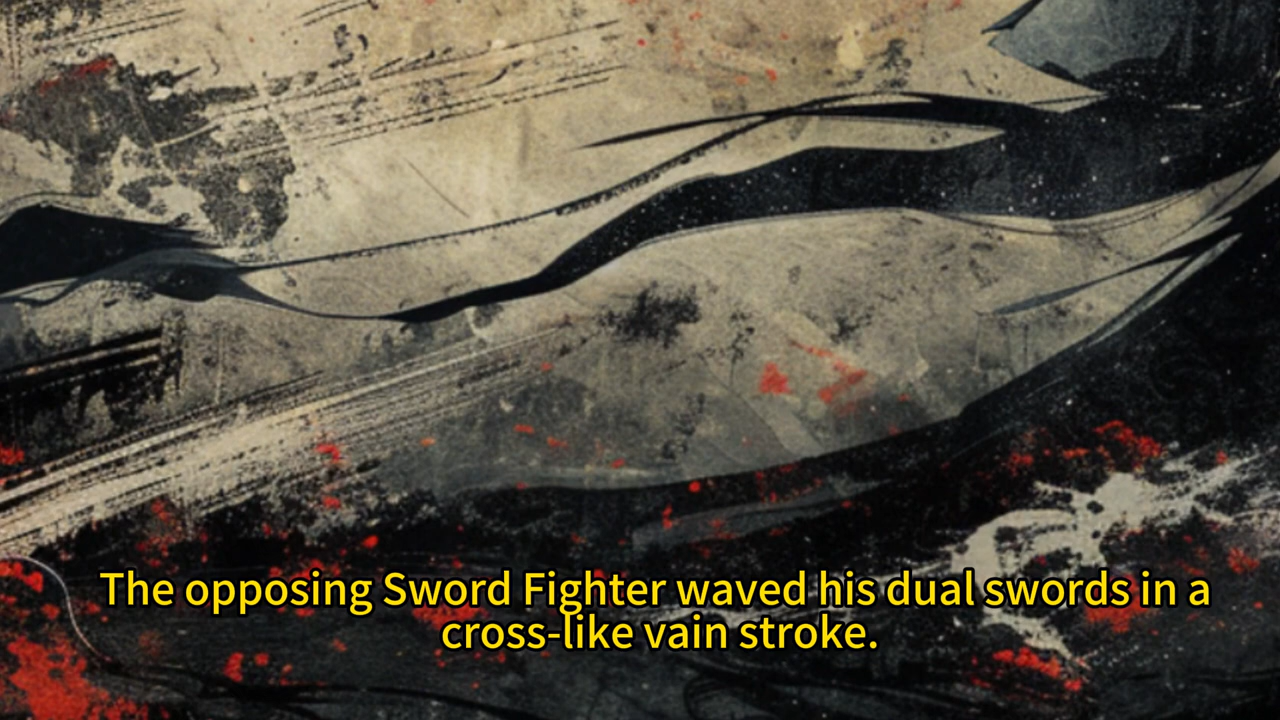 The opposing Sword Fighter waved his dual swords in a
cross-like vain stroke.